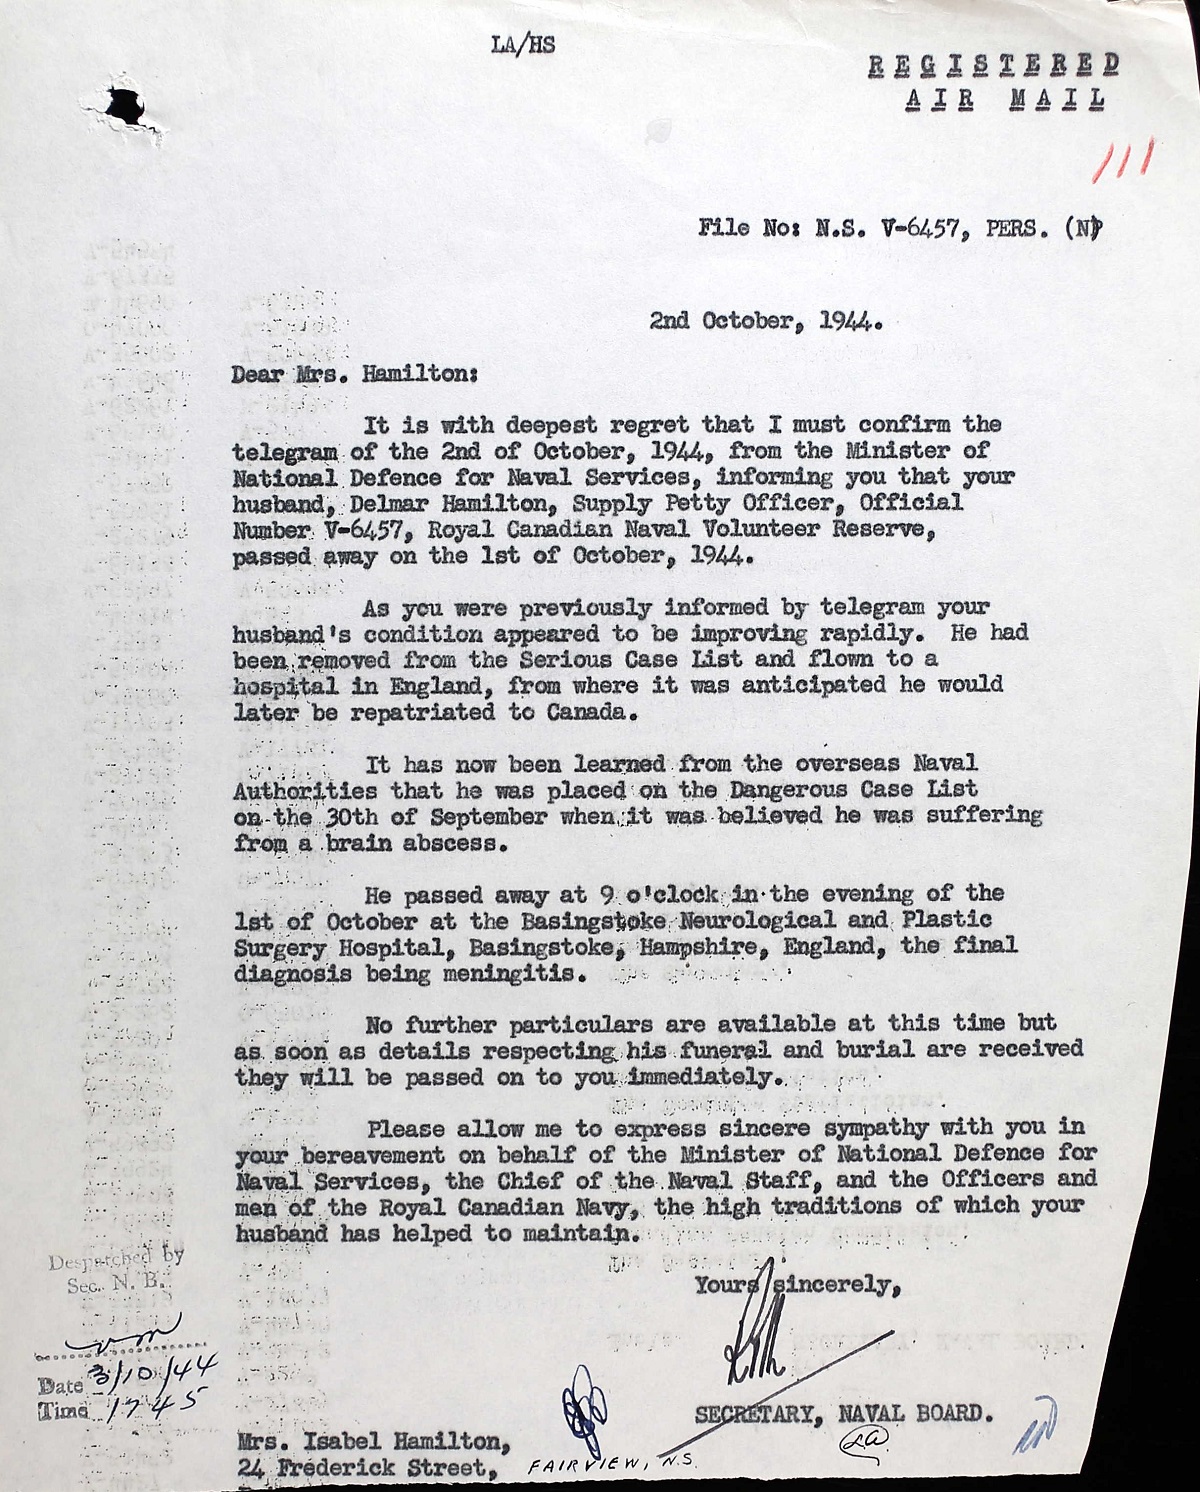 LA/HS
REGISTERED
AIR MAIL
111
File No: N.S. V-6457, PERS. (N)
2nd October, 1944.
Dear Mrs. Hamilton:
It is with deepest regret that I must confirm the
telegram of the 2nd of October, 1944, from the Minister of
National Defence for Naval Services, informing you that your
husband, Delmar Hamilton, Supply Petty Officer, Official
Number V-6457, Royal Canadian Naval Volunteer Reserve,
passed away on the 1st of October, 1944.
As you were previously informed by telegram your
husband's condition appeared to be improving rapidly. He had
been removed from the Serious Case List and flown to a
hospital in England, from where it was anticipated he would
later be repatriated to Canada.
It has now been learned from the overseas Naval
Authorities that he was placed on the Dangerous Case List
on the 30th of September when it was believed he was suffering
from a brain abscess.
He passed away at 9 o'clock in the evening of the
1st of October at the Basingstoke Neurological and Plastic
Surgery Hospital, Basingstoke, Hampshire, England, the final
diagnosis being meningitis.
No further particulars are available at this time but
as soon as details respecting his funeral and burial are received
they will be passed on to you immediately.
Please allow me to express sincere sympathy with you in
your bereavement on behalf of the Minister of National Defence for
Naval Services, the Chief of the Naval Staff, and the Officers and
men of the Royal Canadian Navy, the high traditions of which your
husband has helped to maintain.
Despatched by
Sec. N. B.
Date 3/10/44
Time 1745
Yours sincerely,
SECRETARY, NAVAL BOARD.
Mrs. Isabel Hamilton,
24 Frederick Street,
FAIRVIEW, N.S.